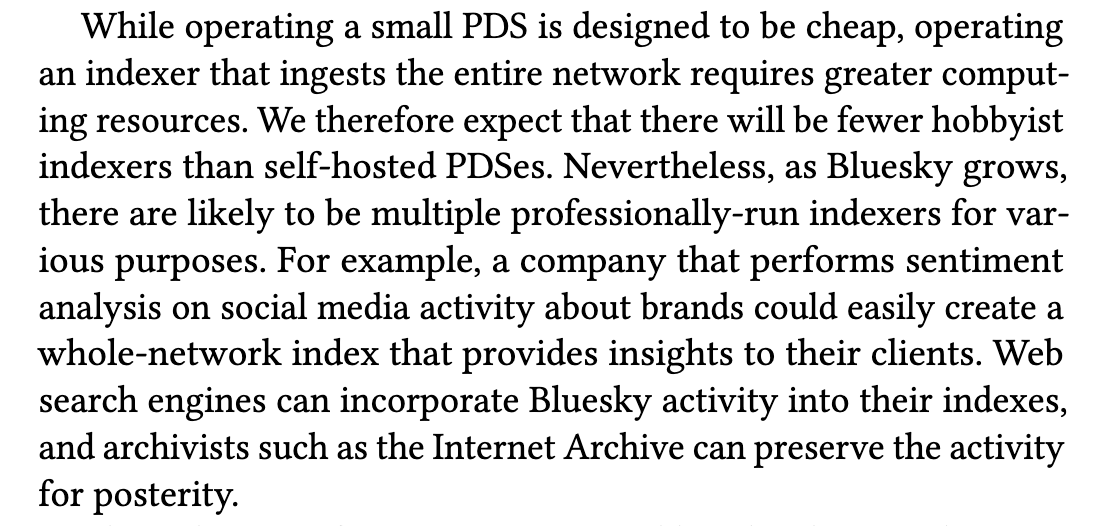 While operating a small PDS is designed to be cheap, operating
an indexer that ingests the entire network requires greater comput-
ing resources. We therefore expect that there will be fewer hobbyist
indexers than self-hosted PDSes. Nevertheless, as Bluesky grows,
there are likely to be multiple professionally-run indexers for var-
ious purposes. For example, a company that performs sentiment
analysis on social media activity about brands could easily create a
whole-network index that provides insights to their clients. Web
search engines can incorporate Bluesky activity into their indexes,
and archivists such as the Internet Archive can preserve the activity
for posterity.